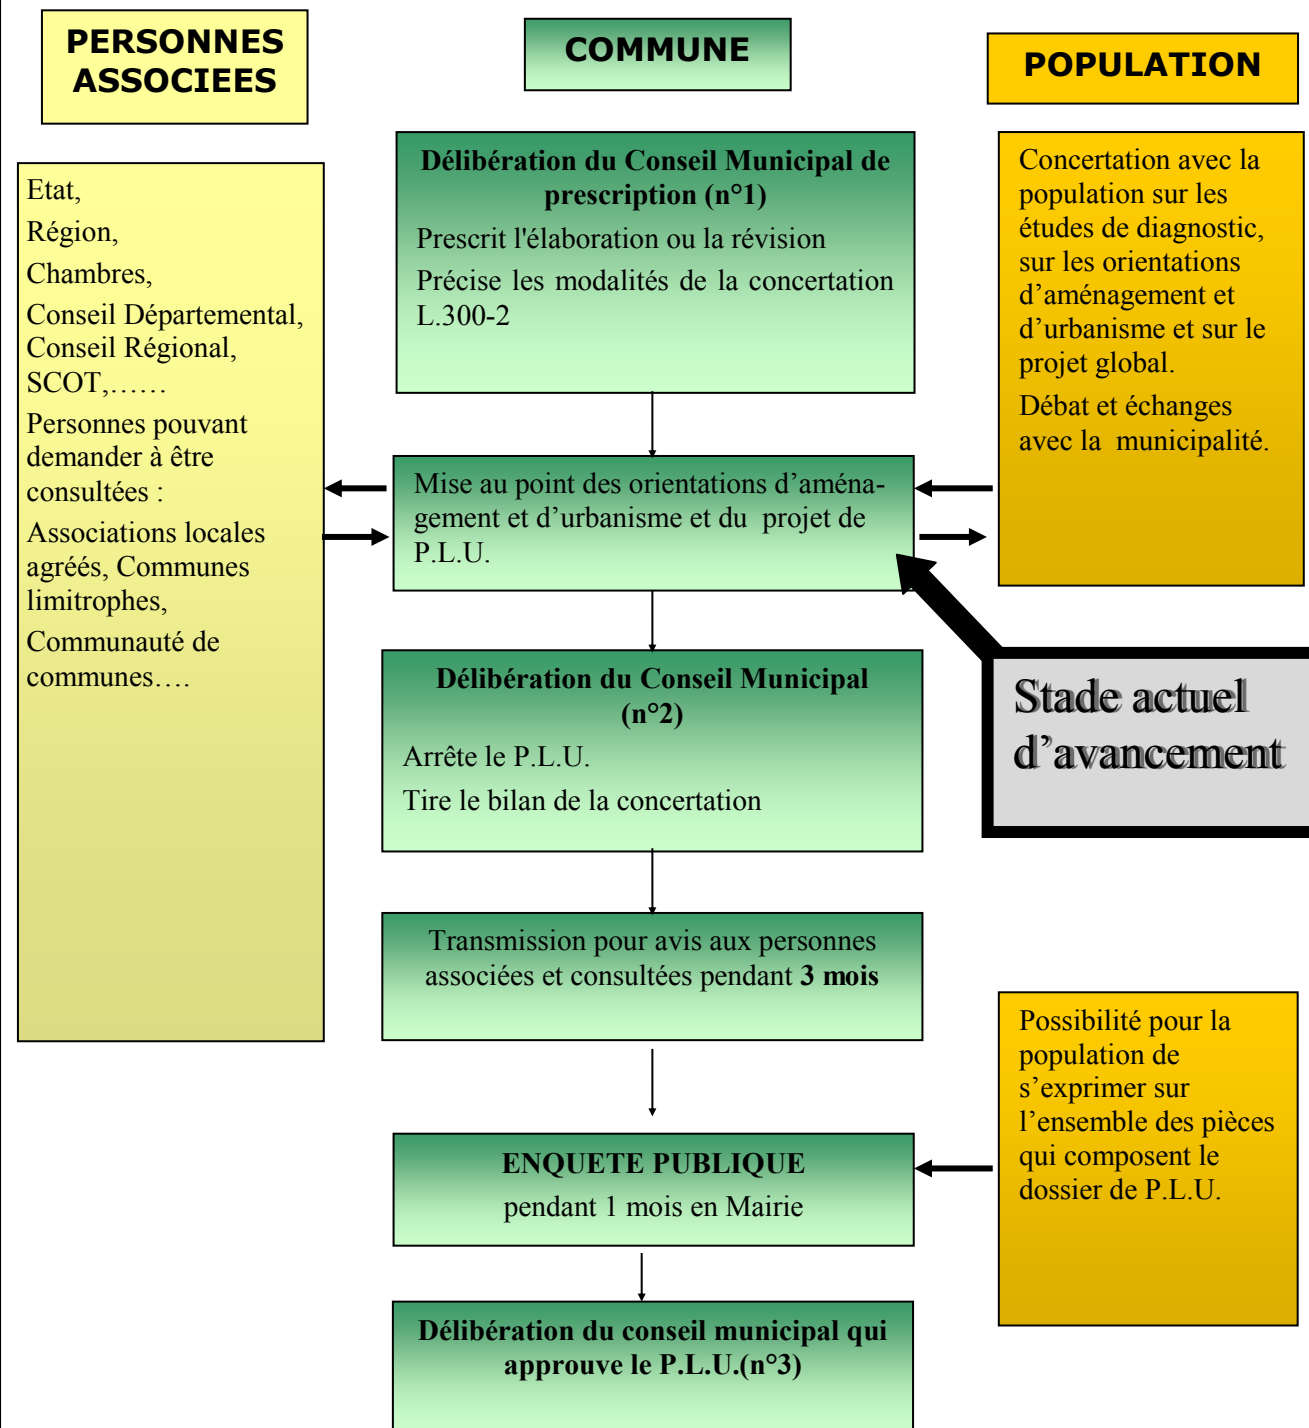 PERSONNES
ASSOCIEES
COMMUNE
POPULATION
Etat,
Région,
Chambres,
Conseil Départemental,
Conseil Régional,
SCOT,……
Personnes pouvant
demander à être
consultées :
Associations locales
agréés, Communes
limitrophes,
Communauté de
communes….
Délibération du Conseil Municipal de
prescription (n°1)
Prescrit l'élaboration ou la révision
Précise les modalités de la concertation
L.300-2
Concertation avec la
population sur les
études de diagnostic,
sur les orientations
d’aménagement et
d’urbanisme et sur le
projet global.
Débat et échanges
avec la municipalité.
Mise au point des orientations d’aména-
gement et d’urbanisme et du projet de
P.L.U.
Stade actuel
d’avancement
Délibération du Conseil Municipal
(n°2)
Arrête le P.L.U.
Tire le bilan de la concertation
Transmission pour avis aux personnes
associées et consultées pendant 3 mois
Possibilité pour la
population de
s’exprimer sur
l’ensemble des pièces
qui composent le
dossier de P.L.U.
ENQUETE PUBLIQUE
pendant 1 mois en Mairie
Délibération du conseil municipal qui
approuve le P.L.U.(n°3)